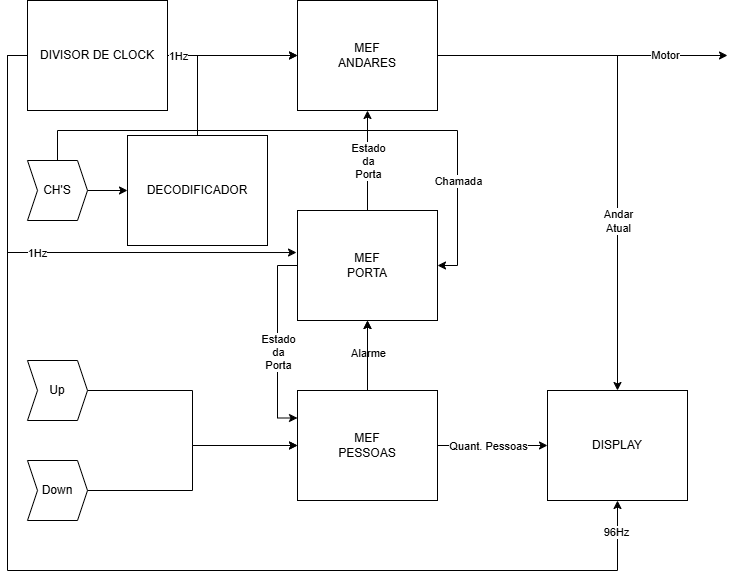 DIVISOR DE CLOCK
1Hz
MEF
ANDARES
Motor
CH'S
DECODIFICADOR
Estado
da
Porta
Chamada
Andar
Atual
1Hz
MEF
PORTA
Estado
da
Porta
Alarme
Up
Down
MEF
PESSOAS
Quant. Pessoas
DISPLAY
96Hz